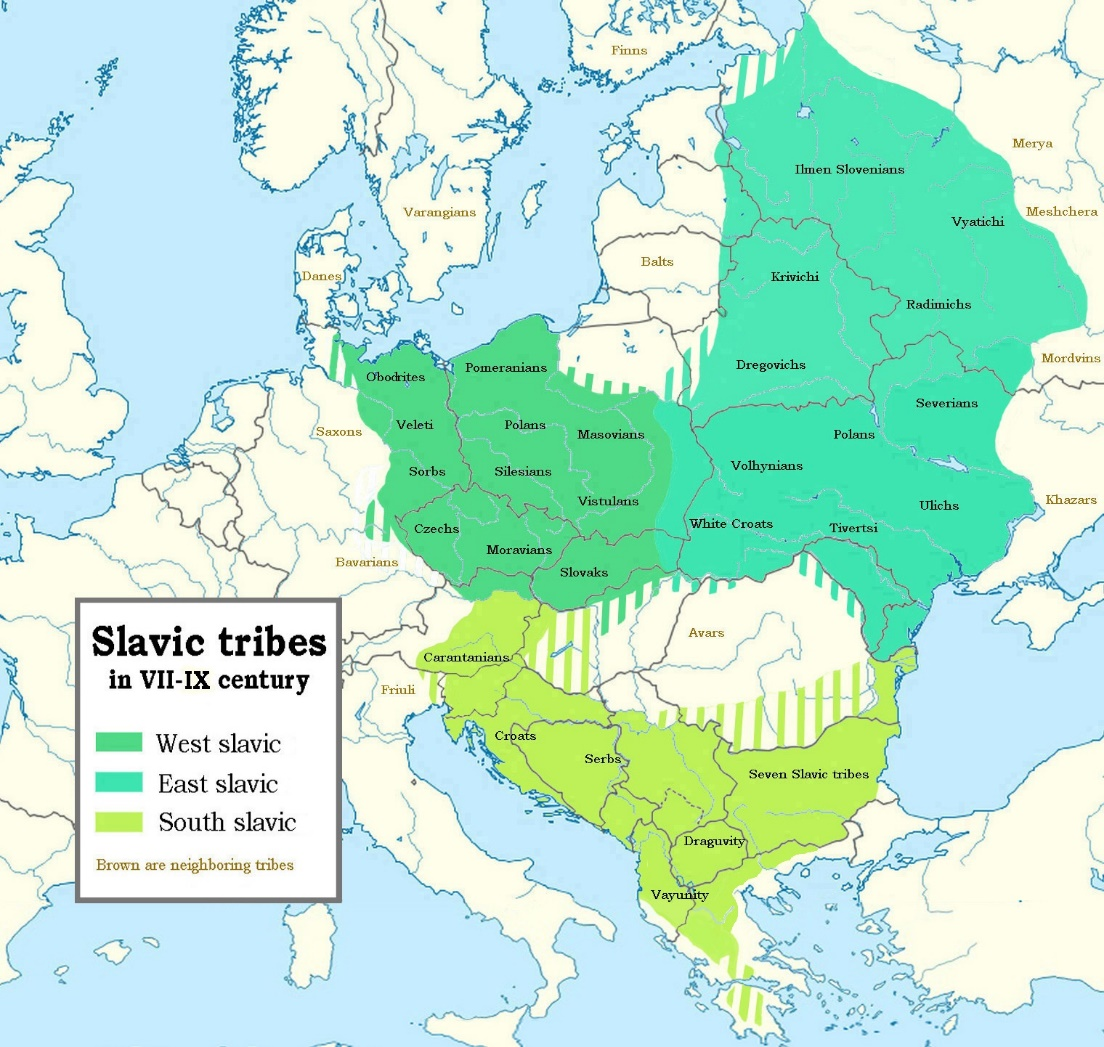 Finns
Merya
Ilmen Slovenians
Varangians
Meshchera
Vyatichi
Balts
Danes
Krivichi
Radimichs
Mordvins
Pomeranians
Dregovichs
Obodrites
Severians
Veleti
Polans
Masovians
Polans
Saxons
Sorbs
Silesians
Volhynians
Vistulans
Khazars
Ulichs
Czechs
White Croats
Tivertsi
Moravians
Bavarians
Slovaks
Avars
Carantanians
Friuli
Croats
Serbs
Seven Slavic tribes
Draguvity
Vayunity
Slavic tribes
in VII-IX century
West slavic
East slavic
South slavic
Brown are neighboring tribes